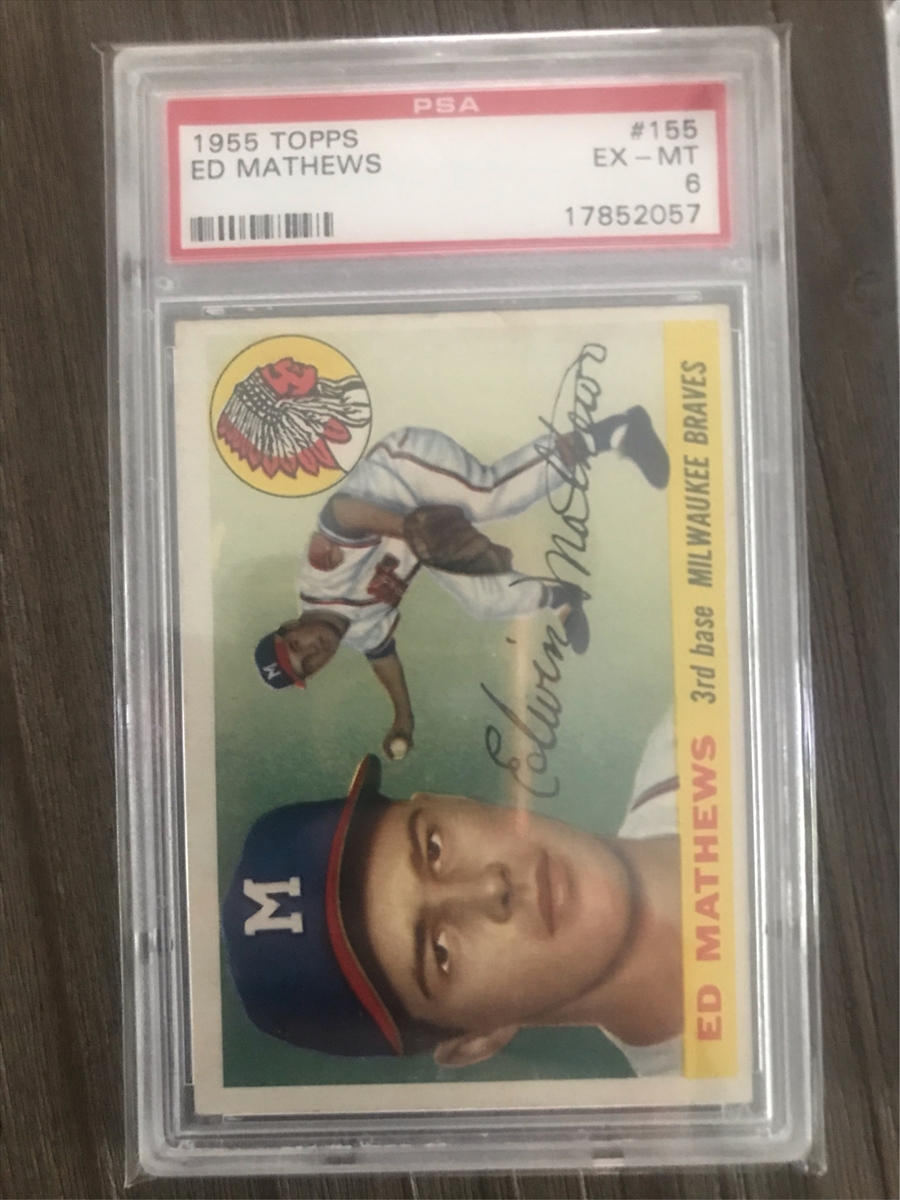 PSA
1955 TOPPS #155
ED MATHEWS EX - MT
6
17852057
M
M
Edwin Mathews
ED MATHEWS 3rd base MILWAUKEE BRAVES